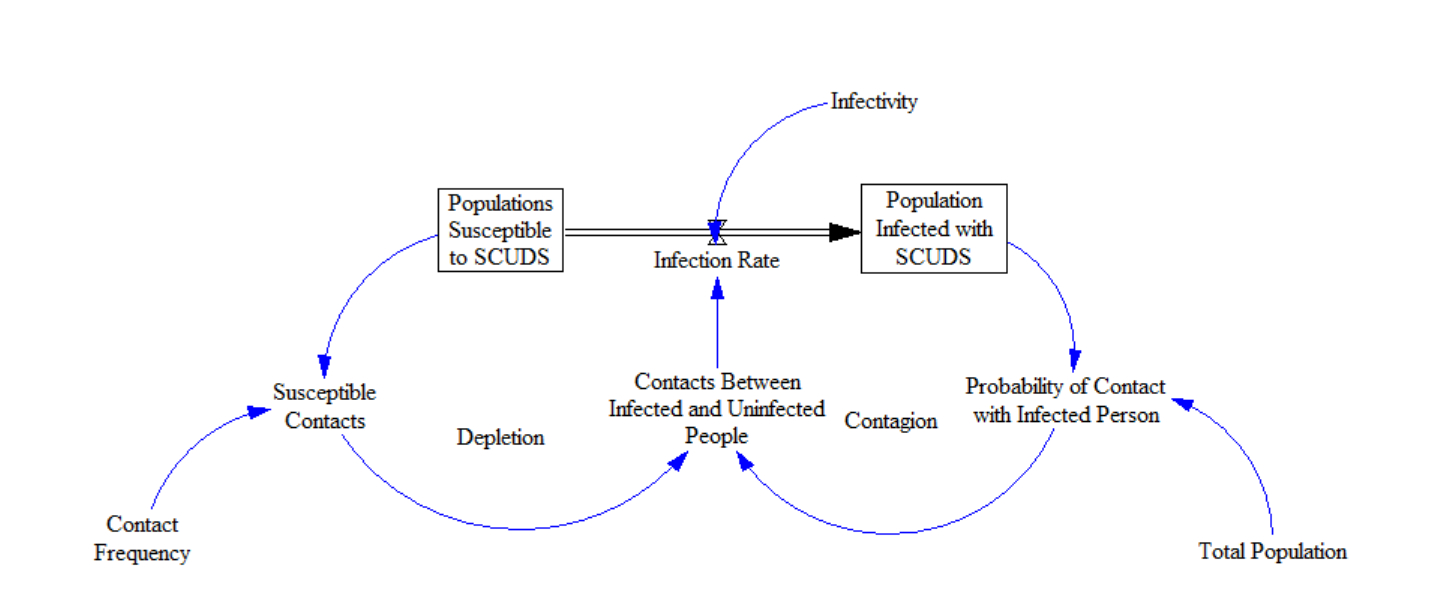 Infectivity
Populations
Susceptible
to SCUDS
Infection Rate
Population
Infected with
SCUDS
Susceptible
Contacts
Depletion
Contacts Between
Infected and Uninfected
People
Contagion
Probability of Contact
with Infected Person
Contact
Frequency
Total Population